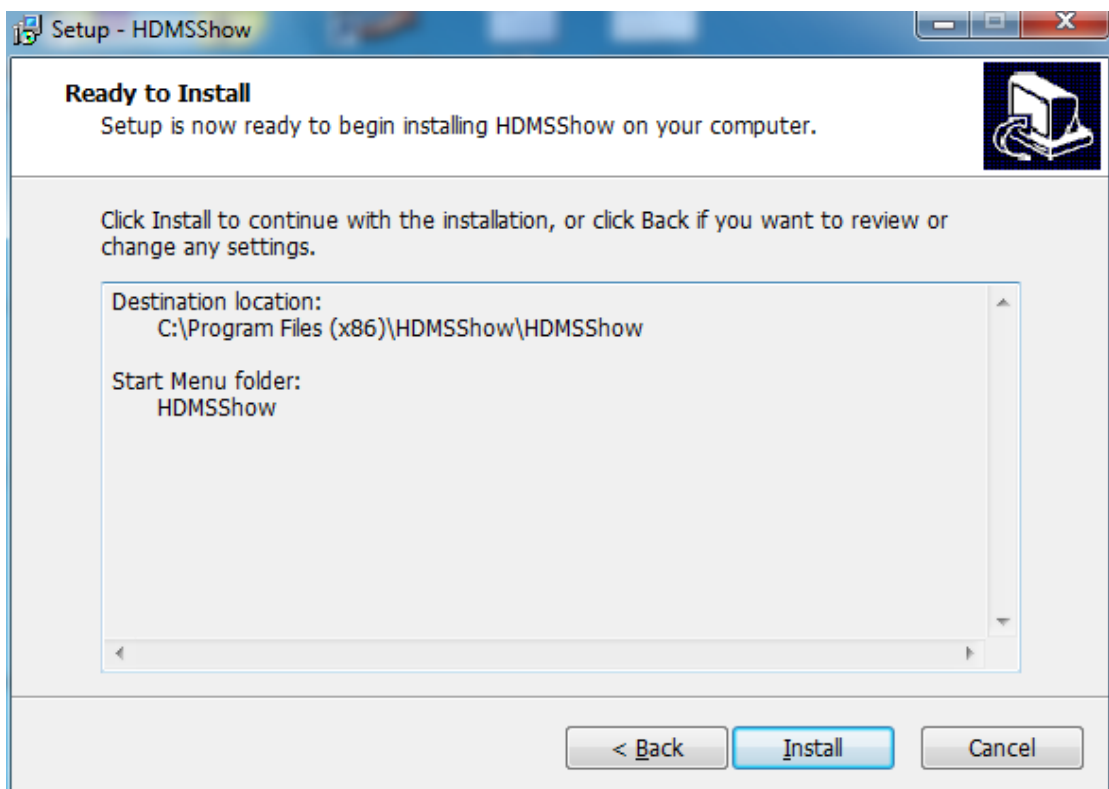 Setup - HDMSShow
Ready to Install
Setup is now ready to begin installing HDMSShow on your computer.
Click Install to continue with the installation, or click Back if you want to review or
change any settings.
Destination location:
C:\Program Files (x86)\HDMSShow\HDMSShow
Start Menu folder:
HDMSShow
< Back
Install
Cancel